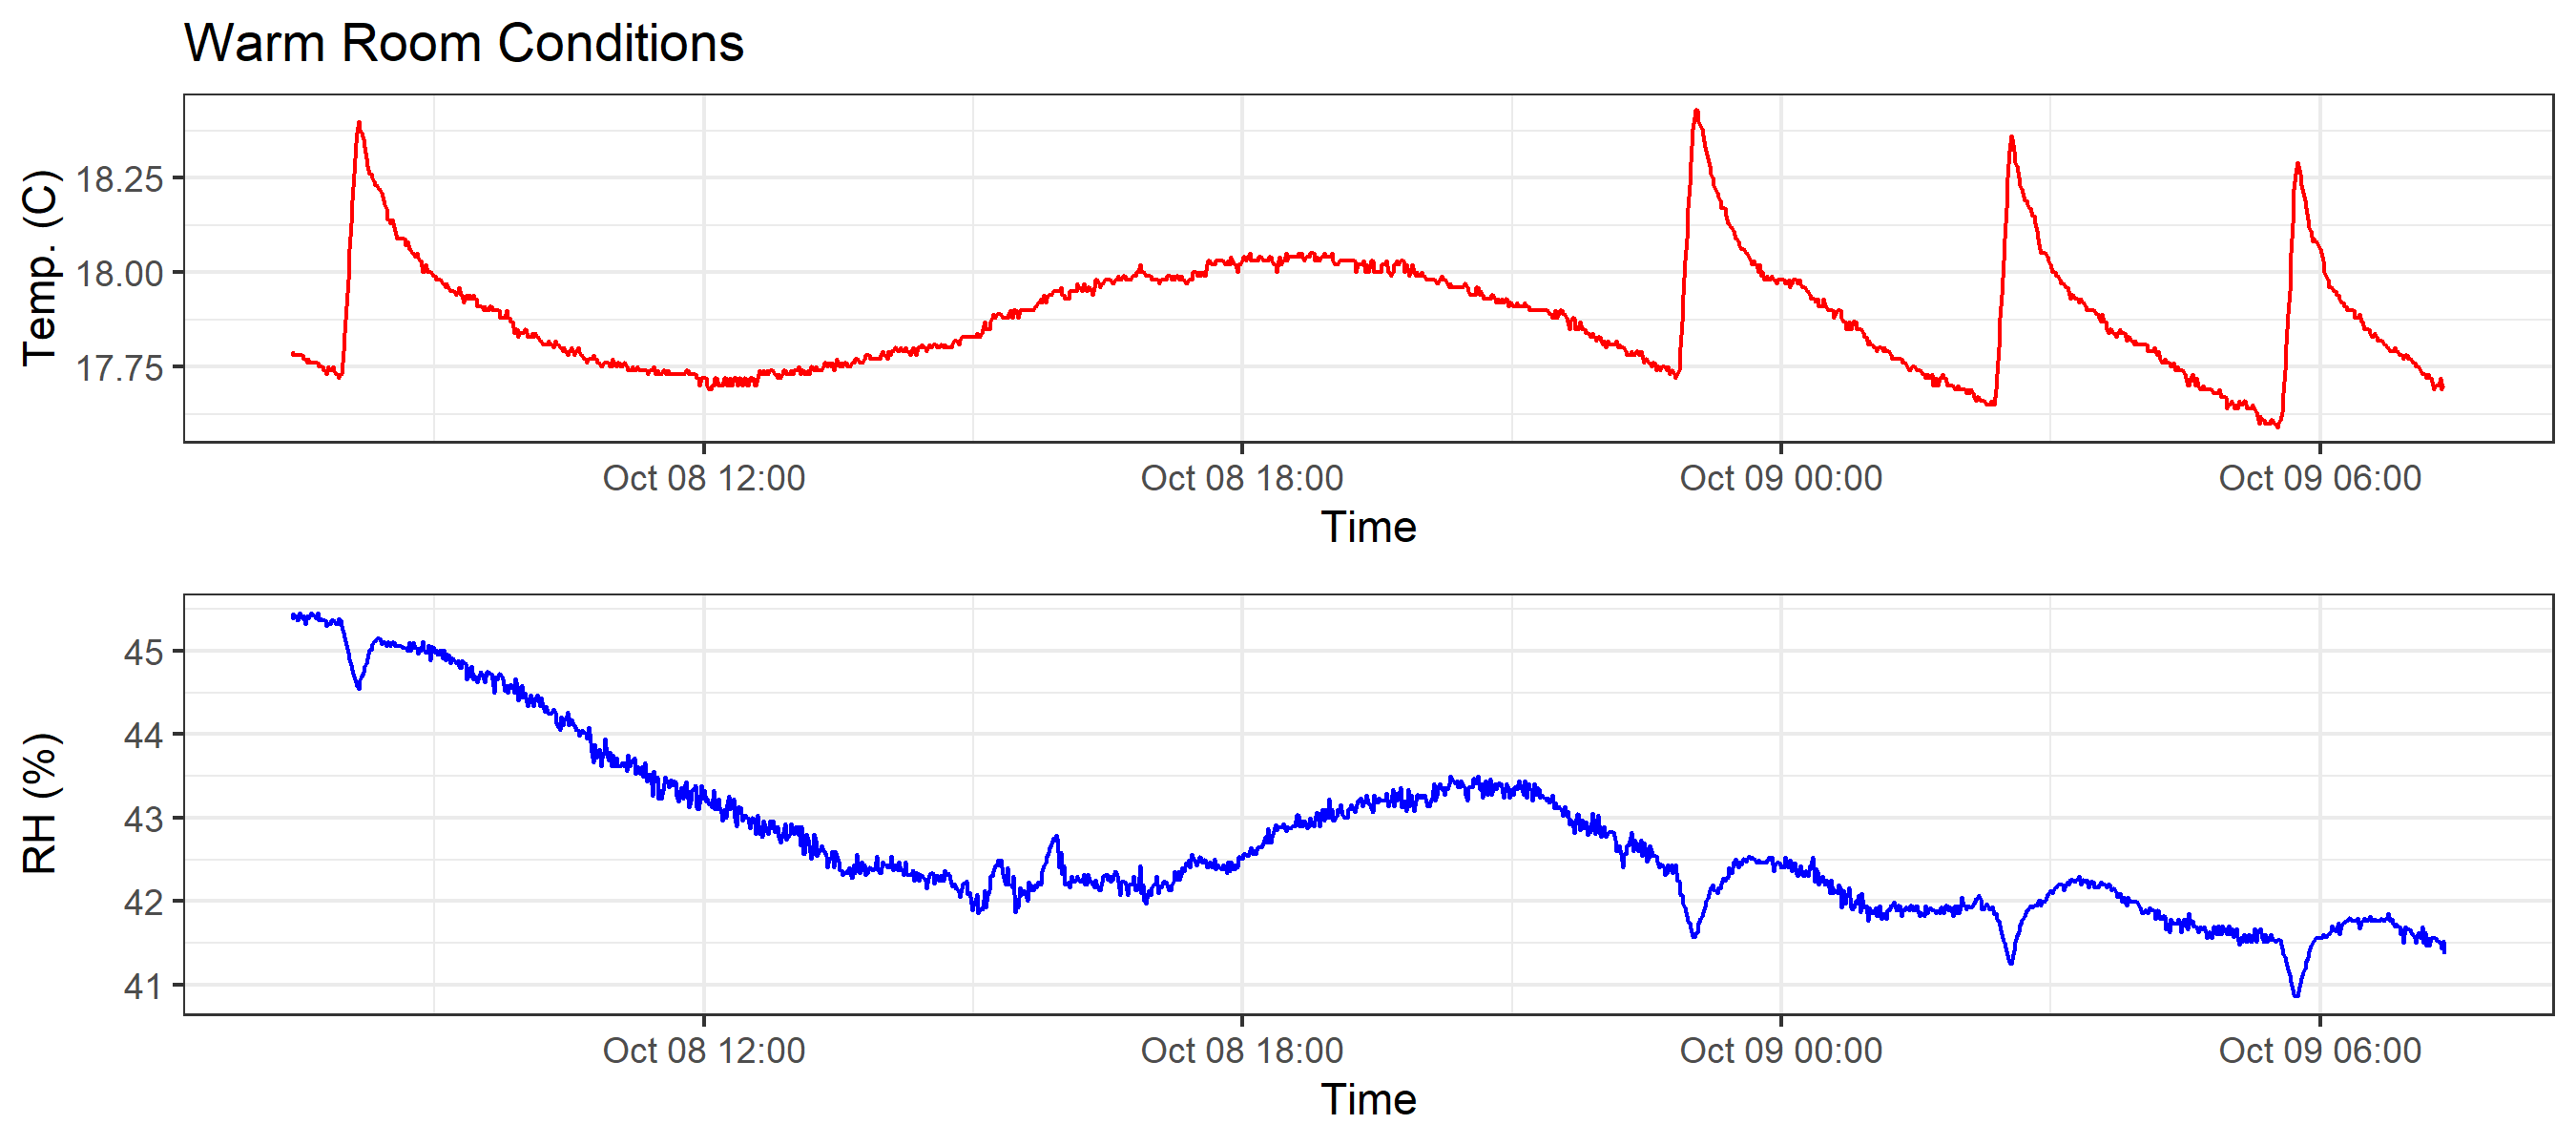 Warm Room Conditions
Temp. (C)
18.25
18.00
17.75
Oct 08 12:00 Oct 08 18:00 Oct 09 00:00 Oct 09 06:00
Time
RH (%)
45
44
43
42
41
Oct 08 12:00 Oct 08 18:00 Oct 09 00:00 Oct 09 06:00
Time